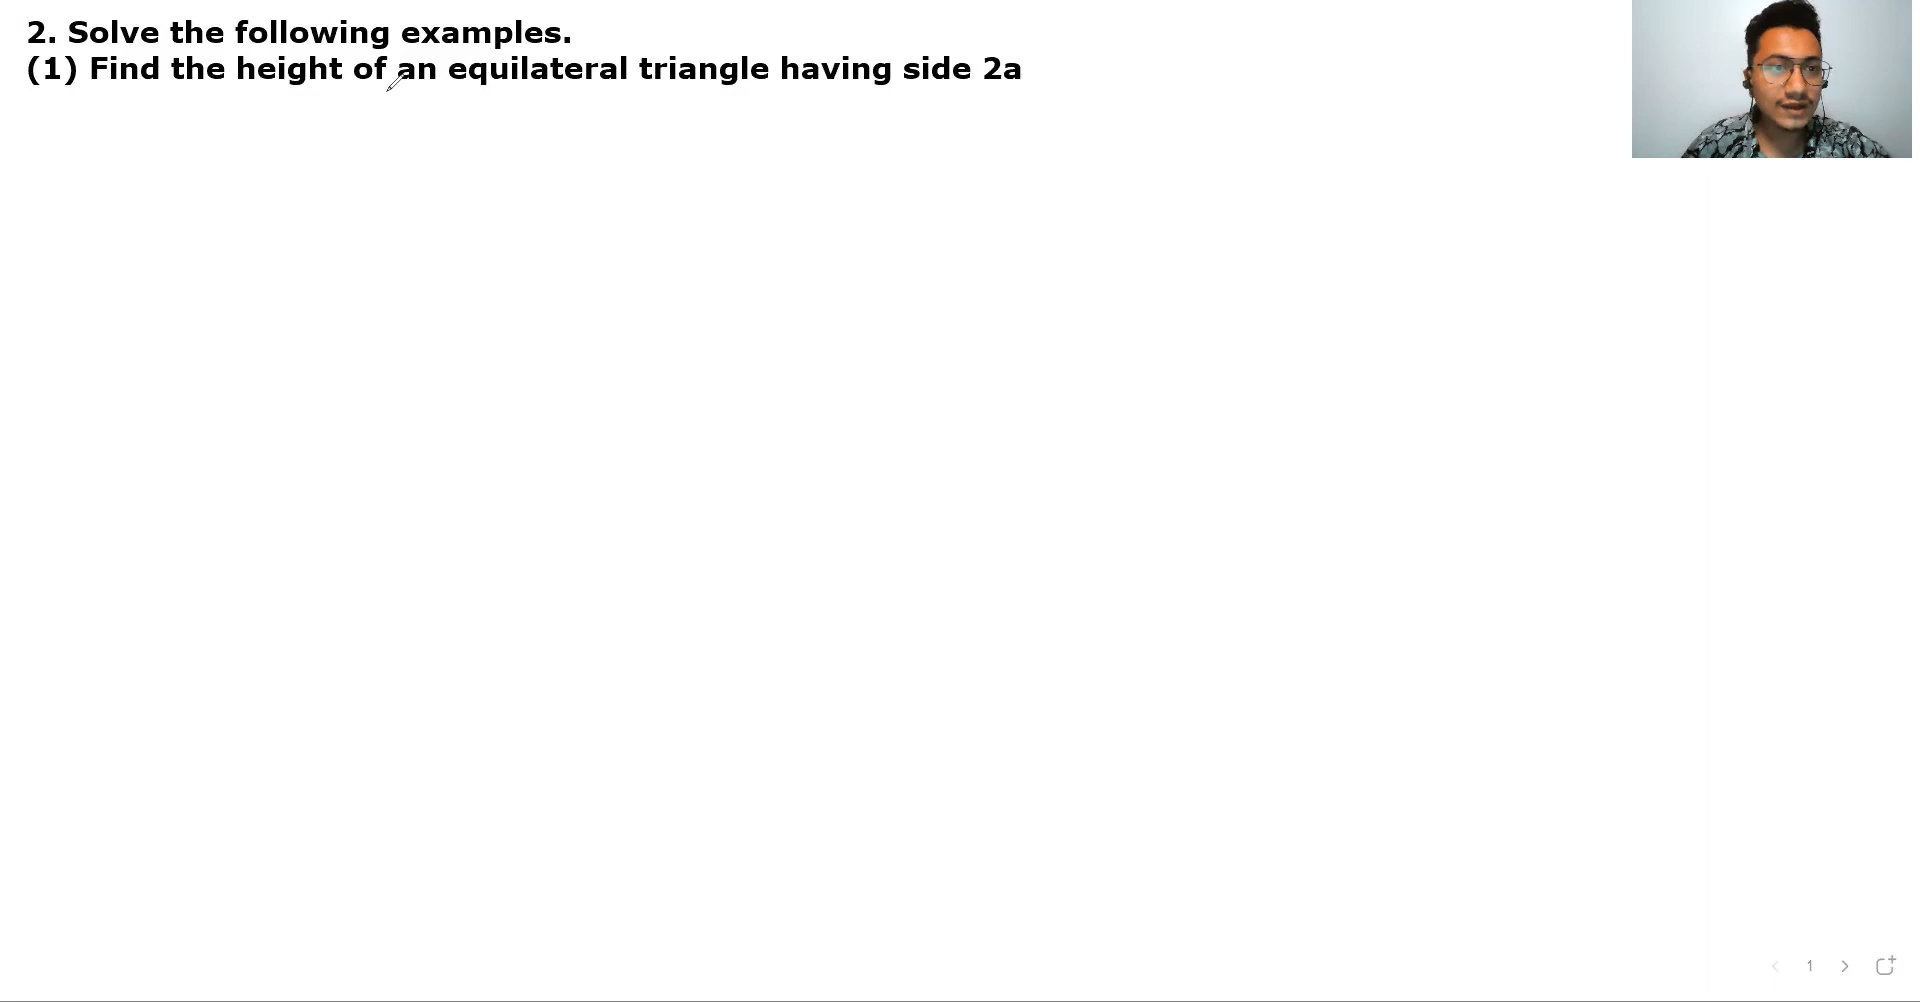 2. Solve the following examples.
(1) Find the height of an equilateral triangle having side 2a
1